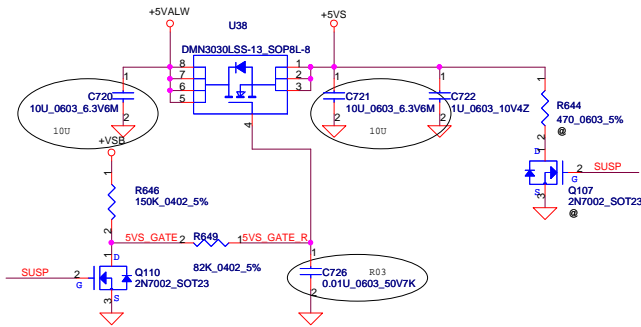 +5VALW
U38
+5VS
DMN3030LSS-13_SOP8L-8
8
7
6
5
1
2
3
4
1
C720
10U_0603_6.3V6M
2
10U
1
C721
10U_0603_6.3V6M
2
10U
1
C722
1U_0603_10V4Z
2
1
R644
470_0603_5%
@
2
+VSB
1
R646
150K_0402_5%
2
D
1
SUSP
2
G
Q107
2N7002_SOT23
@
S
3
5VS_GATE
2
R649
1
5VS_GATE_R
82K_0402_5%
1
D
SUSP
2
G
Q110
2N7002_SOT23
S
3
1
C726
0.01U_0603_50V7K
2
R03